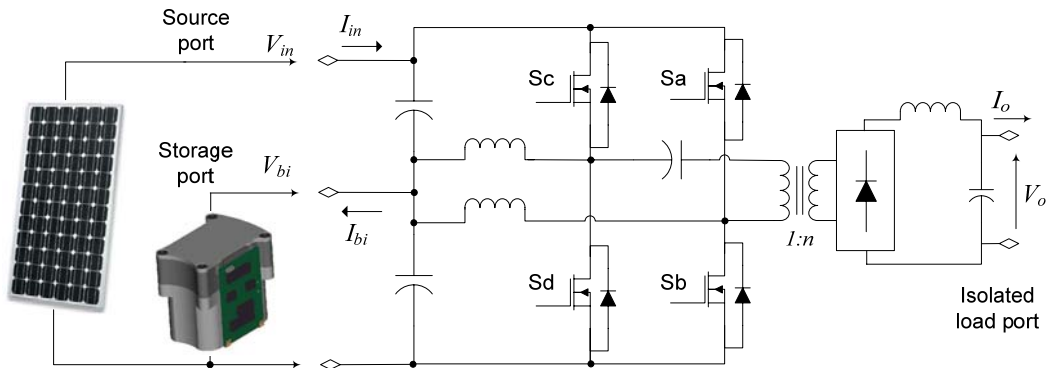 Source
port
V_in
I_in
Storage
port
V_bi
I_bi
Sc
Sa
Sd
Sb
1:n
I_o
V_o
Isolated
load port